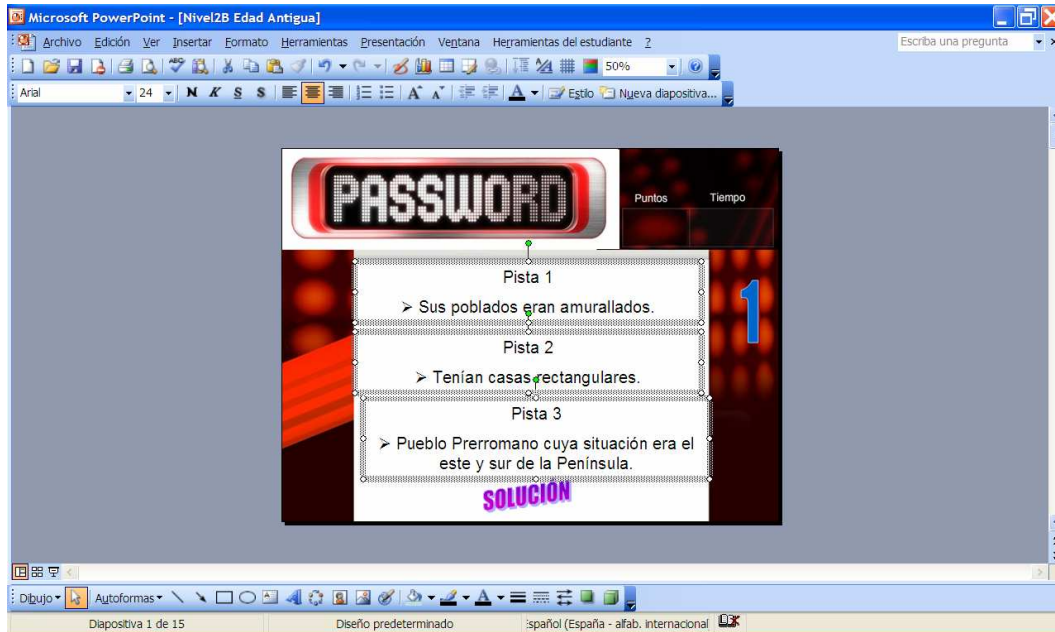 Microsoft PowerPoint - [Nivel2B Edad Antigua]
Archivo Edición Ver Insertar Formato Herramientas Presentación Ventana Herramientas del estudiante ?
Escriba una pregunta
50%
Arial 24 N K S S Estilo Nueva diapositiva...
PASSWORD
Puntos Tiempo
Pista 1
➢ Sus poblados eran amurallados.
1
Pista 2
➢ Tenían casas rectangulares.
Pista 3
➢ Pueblo Prerromano cuya situación era el
este y sur de la Península.
SOLUCIÓN
Dibujo Autoformas
Diapositiva 1 de 15 Diseño predeterminado Español (España - alfab. internacional